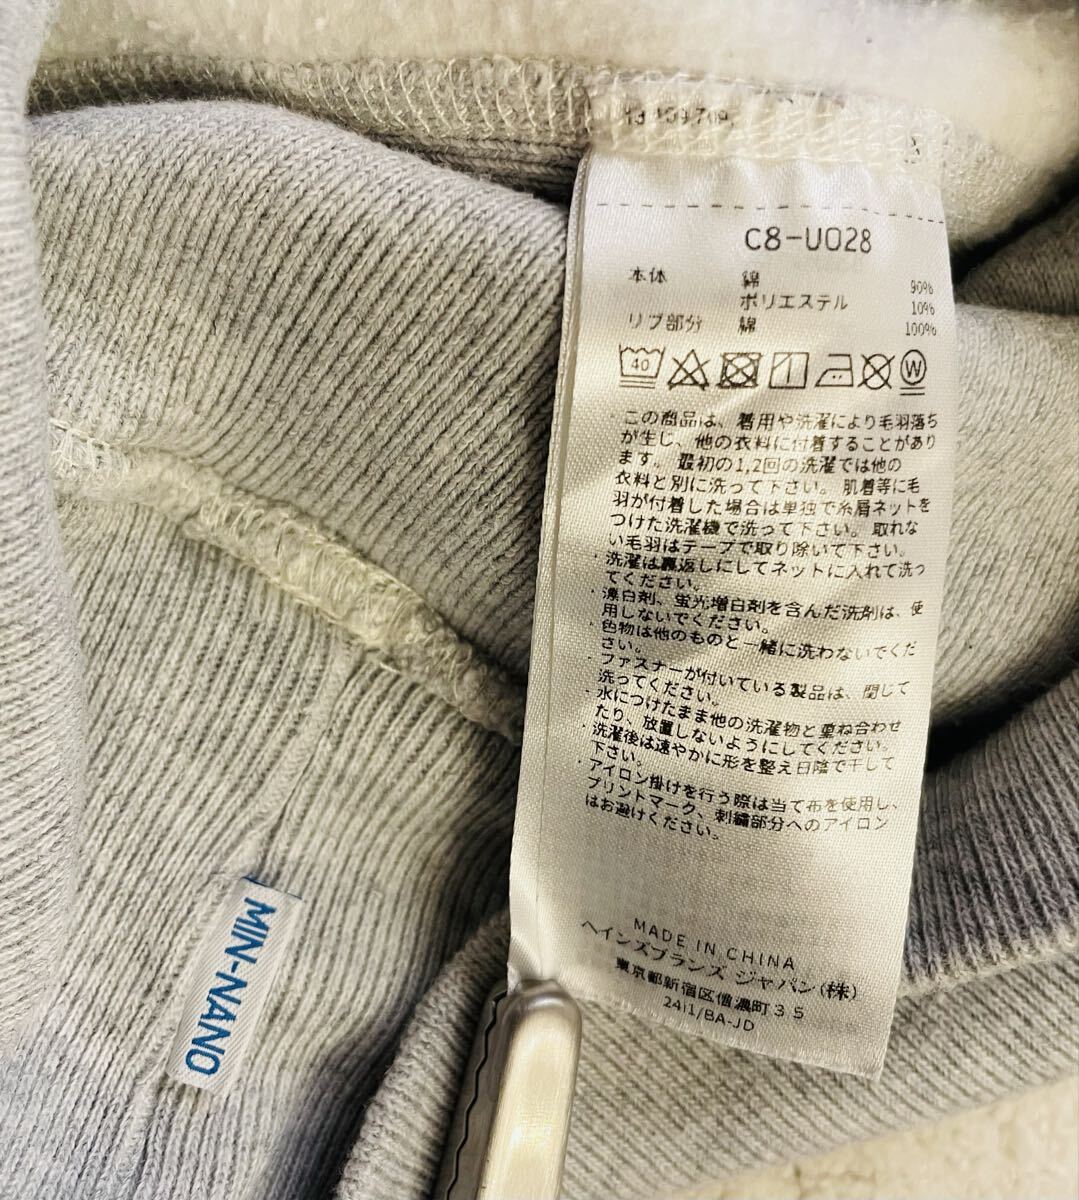 C8-U028
本体 綿 90%
ポリエステル 10%
リブ部分 綿 100%
40 W
・この商品は、着用や洗濯により毛羽落ち
が生じ、他の衣料に付着することがあり
ます。最初の1,2回の洗濯では他の
衣料と別に洗って下さい。肌着等に毛
羽が付着した場合は単独で糸屑ネットを
つけた洗濯機で洗って下さい。取れな
い毛羽はテープで取り除いて下さい。
・洗濯は裏返しにしてネットに入れて洗っ
てください。
・漂白剤、蛍光増白剤を含んだ洗剤は、使
用しないでください。
・色物は他のものと一緒に洗わないでくだ
さい。
・ファスナーが付いている製品は、閉じて
洗ってください。
・水につけたまま他の洗濯物と重ね合わせ
たり、放置しないようにしてください。
・洗濯後は速やかに形を整え日陰で干して
下さい。
・アイロン掛けを行う際は当て布を使用し、
プリントマーク、刺繍部分へのアイロン
はお避けください。
MADE IN CHINA
ヘインズブランズ ジャパン(株)
東京都新宿区信濃町35
24i1/BA-JD
MIN-NANO